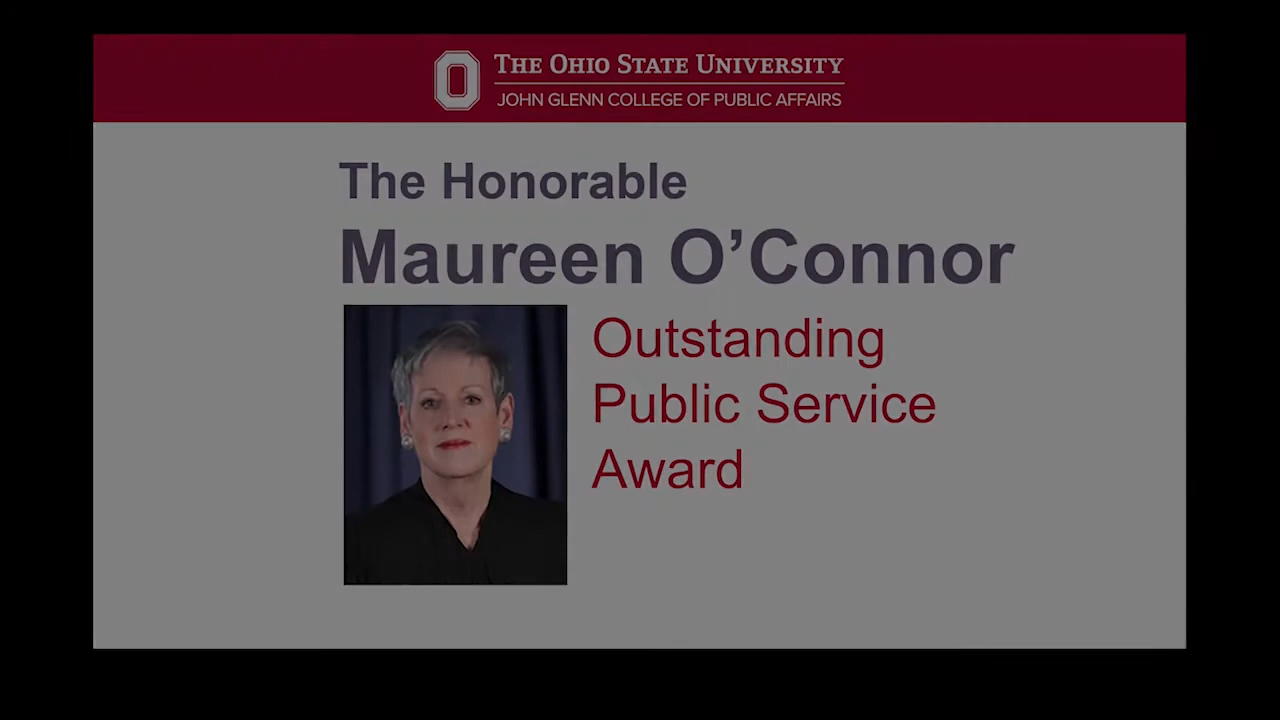 THE OHIO STATE UNIVERSITY
JOHN GLENN COLLEGE OF PUBLIC AFFAIRS
The Honorable
Maureen O’Connor
Outstanding
Public Service
Award